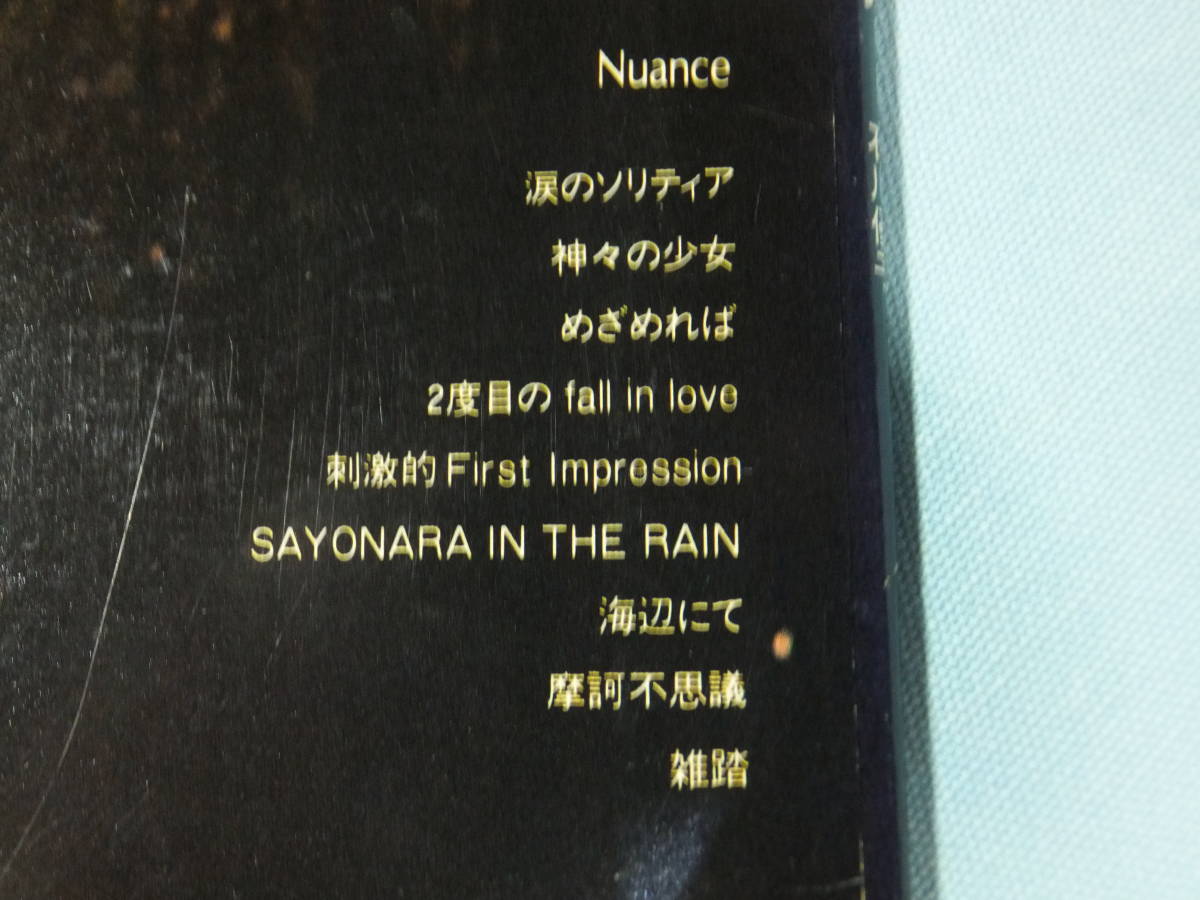 Nuance
涙のソリティア
神々の少女
めざめれば
2度目の fall in love
刺激的 First Impression
SAYONARA IN THE RAIN
海辺にて
摩訶不思議
雑踏